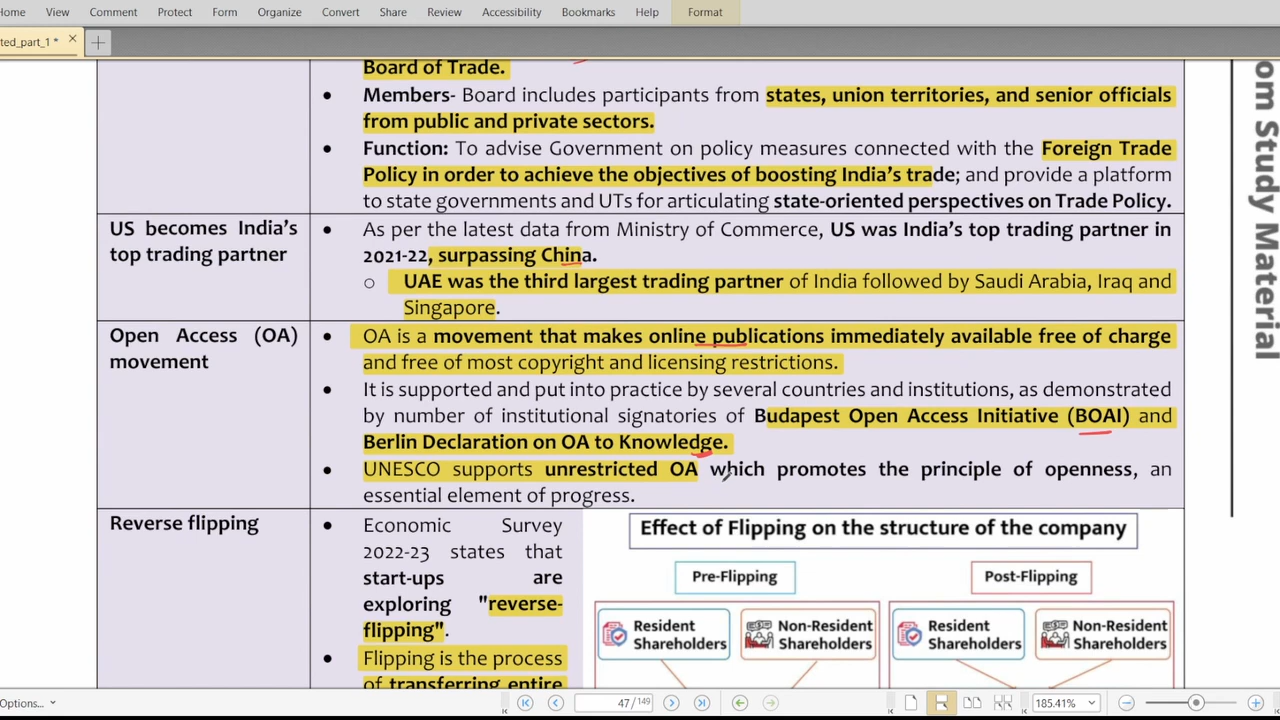 Home View Comment Protect Form Organize Convert Share Review Accessibility Bookmarks Help Format
ted_part_1 *
Board of Trade.
• Members- Board includes participants from states, union territories, and senior officials
from public and private sectors.
• Function: To advise Government on policy measures connected with the Foreign Trade
Policy in order to achieve the objectives of boosting India's trade; and provide a platform
to state governments and UTs for articulating state-oriented perspectives on Trade Policy.
US becomes India's
top trading partner
• As per the latest data from Ministry of Commerce, US was India's top trading partner in
2021-22, surpassing China.
o UAE was the third largest trading partner of India followed by Saudi Arabia, Iraq and
Singapore.
Open Access (OA)
movement
• OA is a movement that makes online publications immediately available free of charge
and free of most copyright and licensing restrictions.
• It is supported and put into practice by several countries and institutions, as demonstrated
by number of institutional signatories of Budapest Open Access Initiative (BOAI) and
Berlin Declaration on OA to Knowledge.
• UNESCO supports unrestricted OA which promotes the principle of openness, an
essential element of progress.
Reverse flipping
• Economic Survey
2022-23 states that
start-ups are
exploring "reverse-
flipping".
• Flipping is the process
of transferring entire
Effect of Flipping on the structure of the company
Pre-Flipping
Post-Flipping
Resident
Shareholders
Non-Resident
Shareholders
Resident
Shareholders
Non-Resident
Shareholders
om Study Material
Options...
47 / 149
185.41%